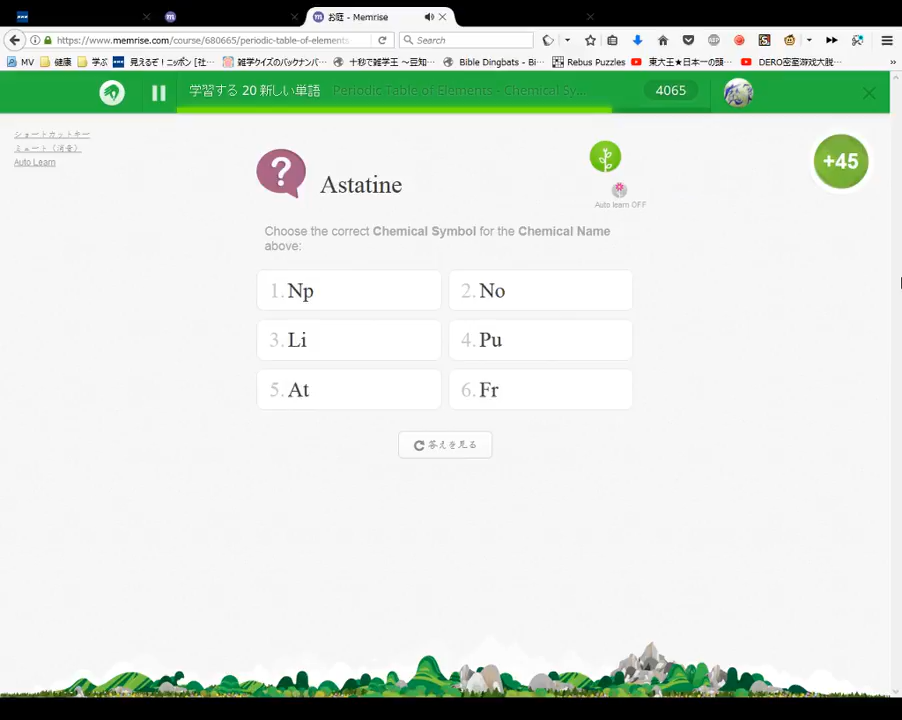 お庭 - Memrise
https://www.memrise.com/course/680665/periodic-table-of-elements.
Search
MV 健康 学ぶ 見えるぞ！ニッポン [社… 雑学クイズのバックナンバ… 十秒で雑学王 ～豆知… Bible Dingbats - Bi… Rebus Puzzles 東大王★日本一の頭… DERO密室游戏大脱…
学習する 20 新しい単語 Periodic Table of Elements - Chemical Sy... 4065
ショートカットキー
ミュート（消音）
Auto Learn
+45
?
Astatine
Auto learn OFF
Choose the correct Chemical Symbol for the Chemical Name
above:
1. Np
2. No
3. Li
4. Pu
5. At
6. Fr
答えを見る